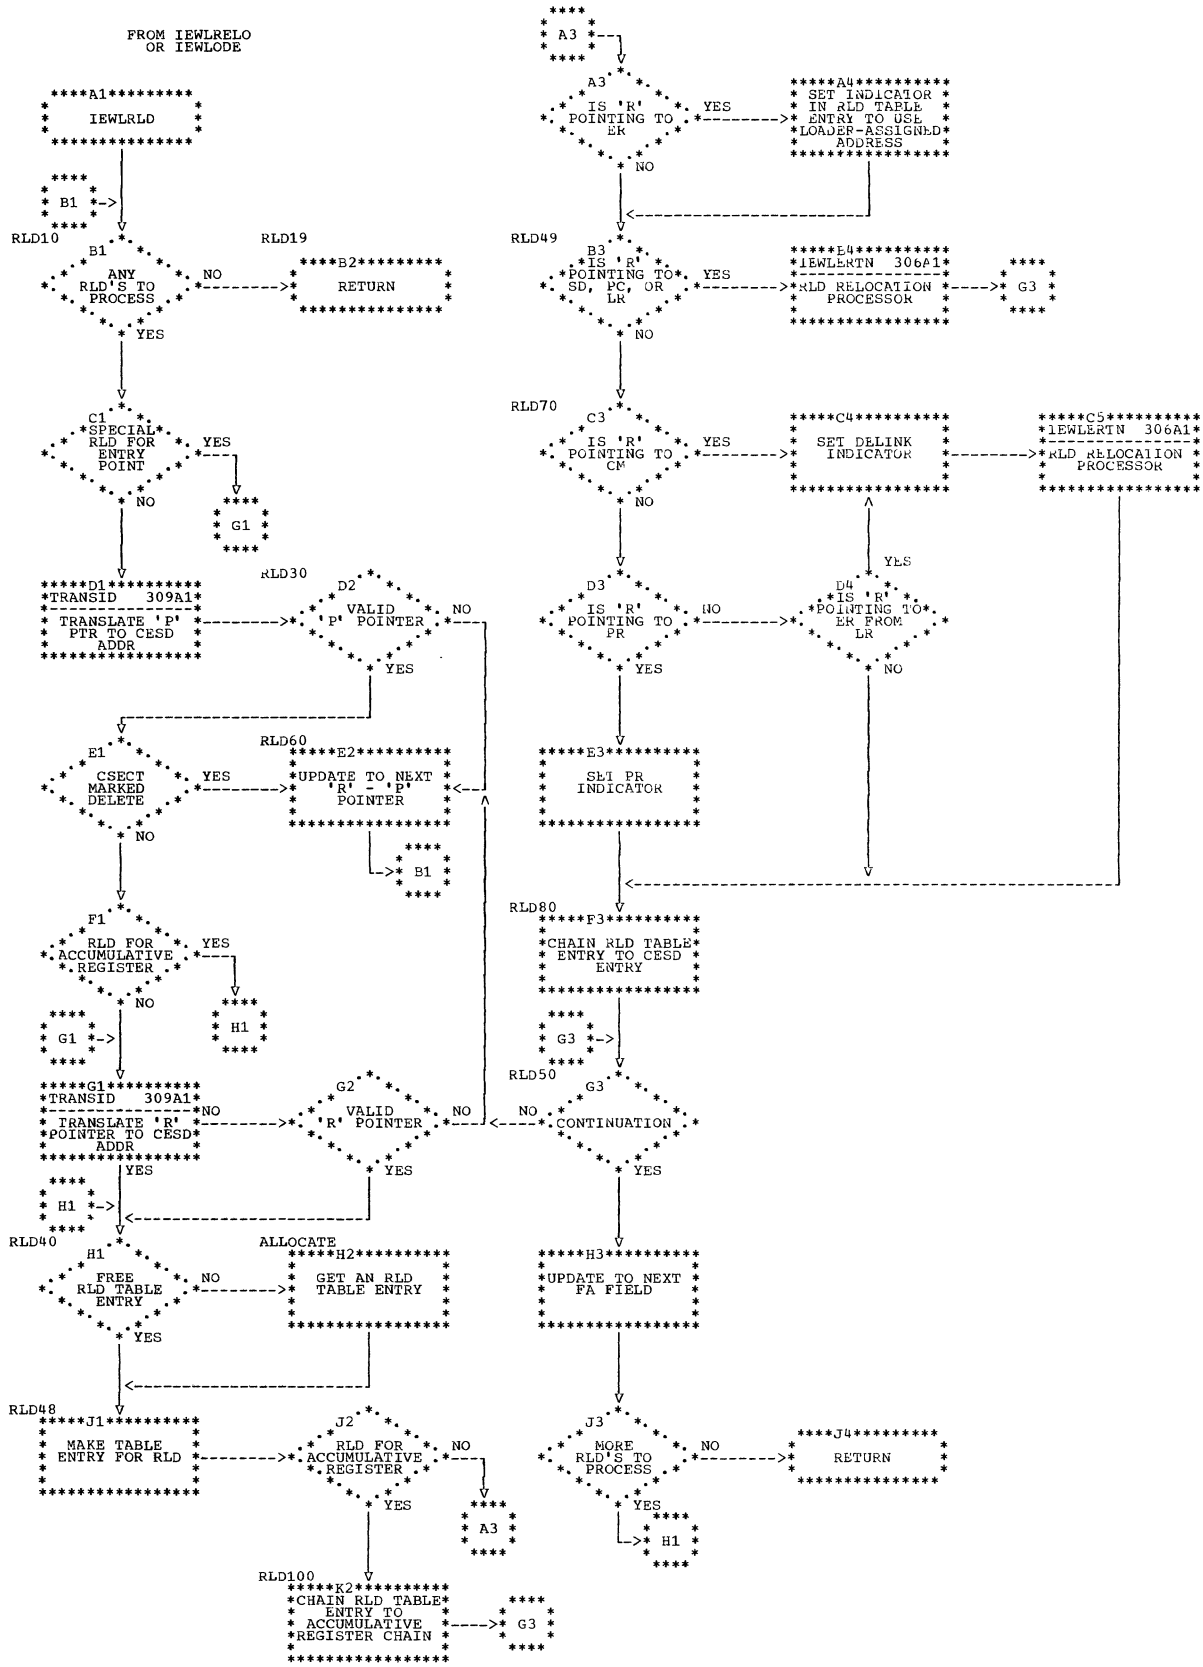 FROM IEWLRELO
OR IEWLODE
A1
IEWLRLD
B1
RLD10
B1
ANY
RLD'S TO
PROCESS
NO
YES
RLD19
B2
RETURN
C1
SPECIAL
RLD FOR
ENTRY
POINT
YES
NO
G1
D1
TRANSID 309A1
TRANSLATE 'P'
PTR TO CESD
ADDR
RLD30
D2
VALID
'P' POINTER
NO
YES
E1
CSECT
MARKED
DELETE
YES
NO
RLD60
E2
UPDATE TO NEXT
'R' - 'P'
POINTER
B1
F1
RLD FOR
ACCUMULATIVE
REGISTER
YES
NO
H1
G1
G1
TRANSID 309A1
TRANSLATE 'R'
POINTER TO CESD
ADDR
NO
YES
G2
VALID
'R' POINTER
NO
YES
H1
RLD40
H1
FREE
RLD TABLE
ENTRY
NO
YES
ALLOCATE
H2
GET AN RLD
TABLE ENTRY
RLD48
J1
MAKE TABLE
ENTRY FOR RLD
J2
RLD FOR
ACCUMULATIVE
REGISTER
NO
YES
A3
RLD100
K2
CHAIN RLD TABLE
ENTRY TO
ACCUMULATIVE
REGISTER CHAIN
G3
A3
A3
IS 'R'
POINTING TO
ER
YES
NO
A4
SET INDICATOR
IN RLD TABLE
ENTRY TO USE
LOADER-ASSIGNED
ADDRESS
RLD49
B3
IS 'R'
POINTING TO
SD, PC, OR
LR
YES
NO
B4
IEWLERTN 306A1
RLD RELOCATION
PROCESSOR
G3
RLD70
C3
IS 'R'
POINTING TO
CM
YES
NO
C4
SET DELINK
INDICATOR
C5
IEWLERTN 306A1
RLD RELOCATION
PROCESSOR
D3
IS 'R'
POINTING TO
PR
NO
YES
D4
IS 'R'
POINTING TO
ER FROM
LR
YES
NO
E3
SET PR
INDICATOR
RLD80
F3
CHAIN RLD TABLE
ENTRY TO CESD
ENTRY
G3
RLD50
G3
CONTINUATION
NO
YES
H3
UPDATE TO NEXT
FA FIELD
J3
MORE
RLD'S TO
PROCESS
NO
YES
J4
RETURN
H1